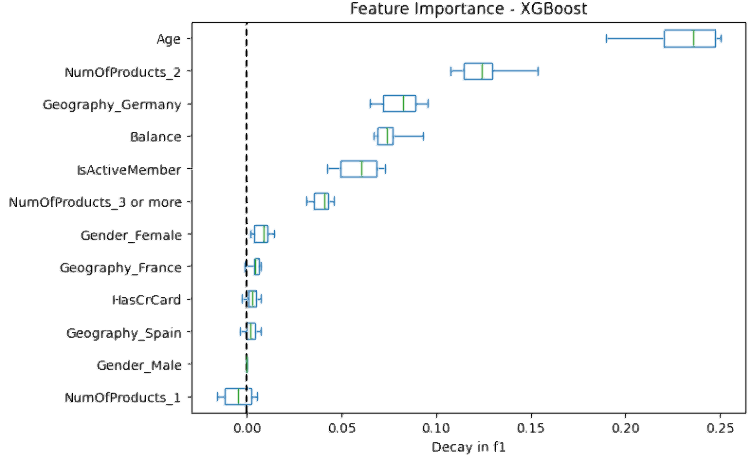 Feature Importance - XGBoost
Age
NumOfProducts_2
Geography_Germany
Balance
IsActiveMember
NumOfProducts_3 or more
Gender_Female
Geography_France
HasCrCard
Geography_Spain
Gender_Male
NumOfProducts_1
0.00 0.05 0.10 0.15 0.20 0.25
Decay in f1